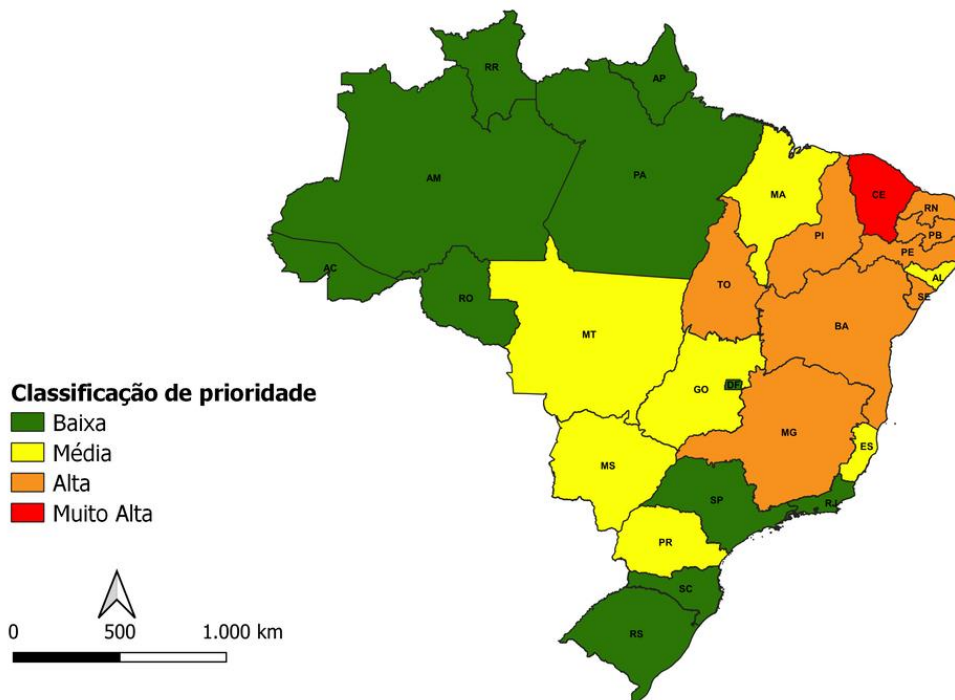 RR
AP
AM
PA
MA
CE
RN
PB
PI
PE
AL
AC
TO
SE
RO
BA
MT
DF
GO
MG
ES
MS
SP
RJ
PR
SC
RS
Classificação de prioridade
Baixa
Média
Alta
Muito Alta
0 500 1.000 km